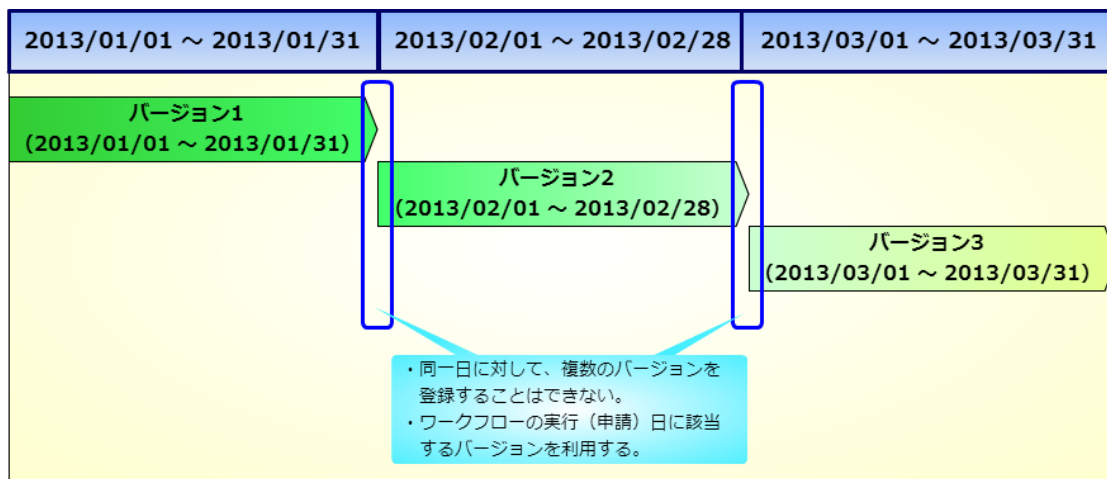 2013/01/01 ～ 2013/01/31
2013/02/01 ～ 2013/02/28
2013/03/01 ～ 2013/03/31
バージョン1
（2013/01/01 ～ 2013/01/31）
バージョン2
（2013/02/01 ～ 2013/02/28）
バージョン3
（2013/03/01 ～ 2013/03/31）
・同一日に対して、複数のバージョンを
登録することはできない。
・ワークフローの実行（申請）日に該当
するバージョンを利用する。